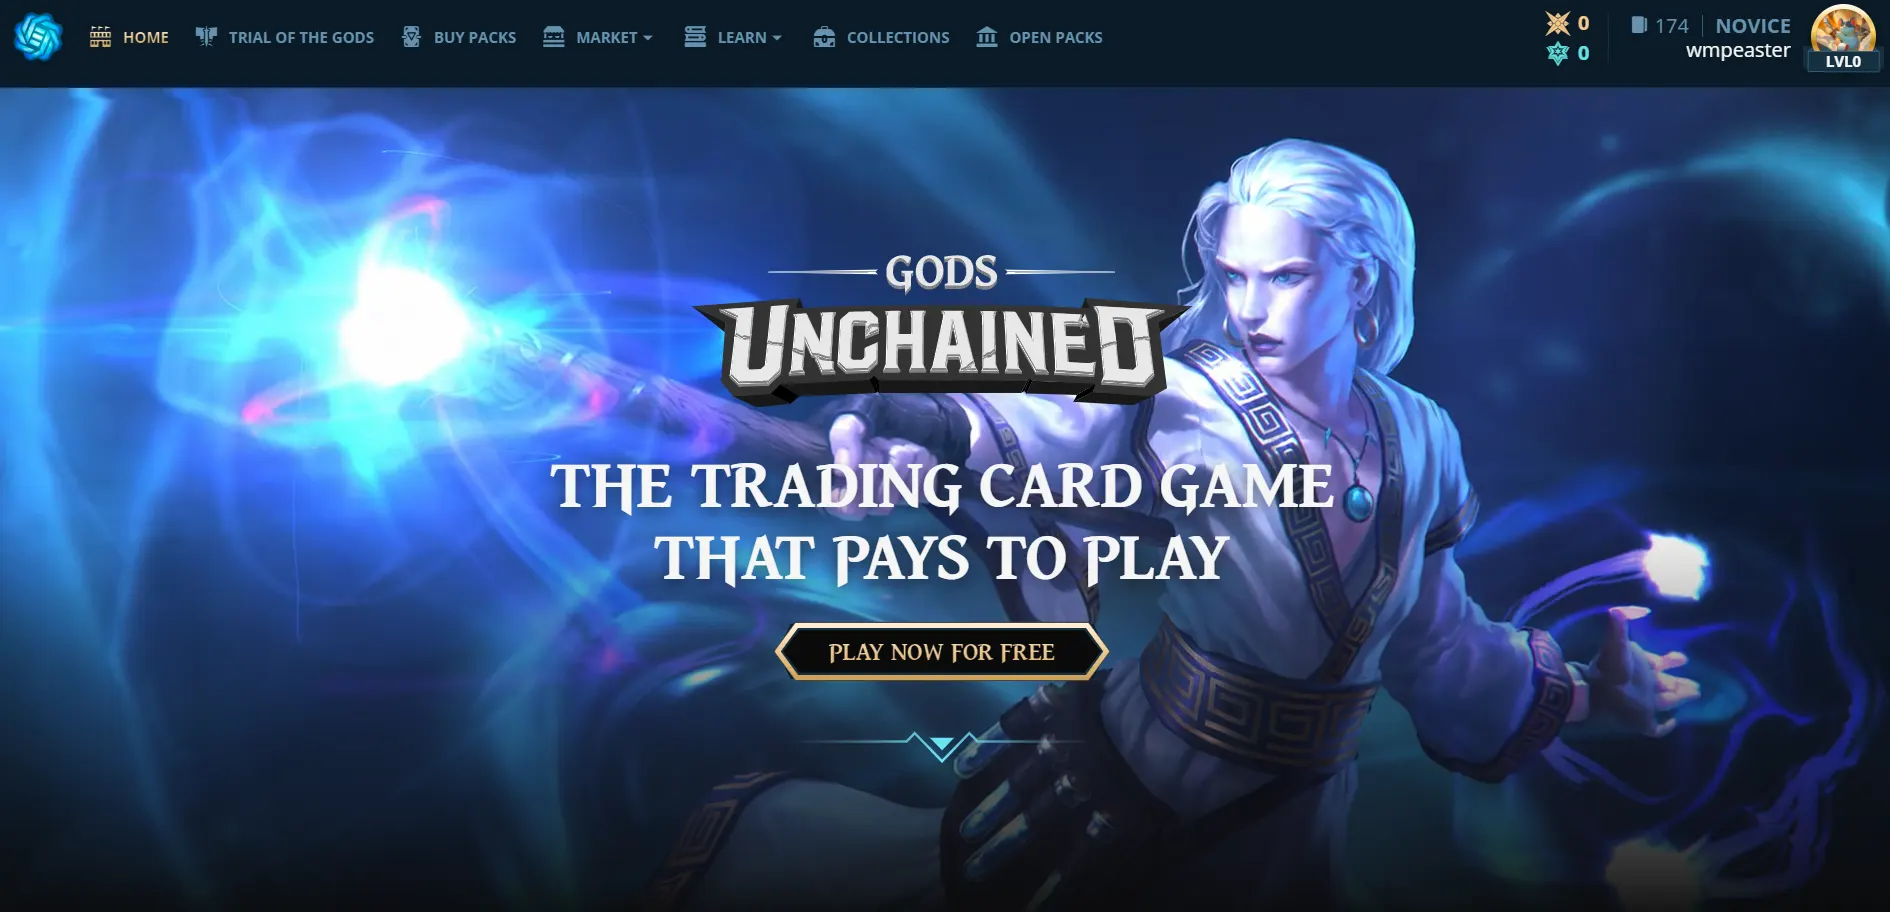 HOME
TRIAL OF THE GODS
BUY PACKS
MARKET
LEARN
COLLECTIONS
OPEN PACKS
0
0
174
NOVICE
wmpeaster
LVL0
GODS
UNCHAINED
THE TRADING CARD GAME
THAT PAYS TO PLAY
PLAY NOW FOR FREE